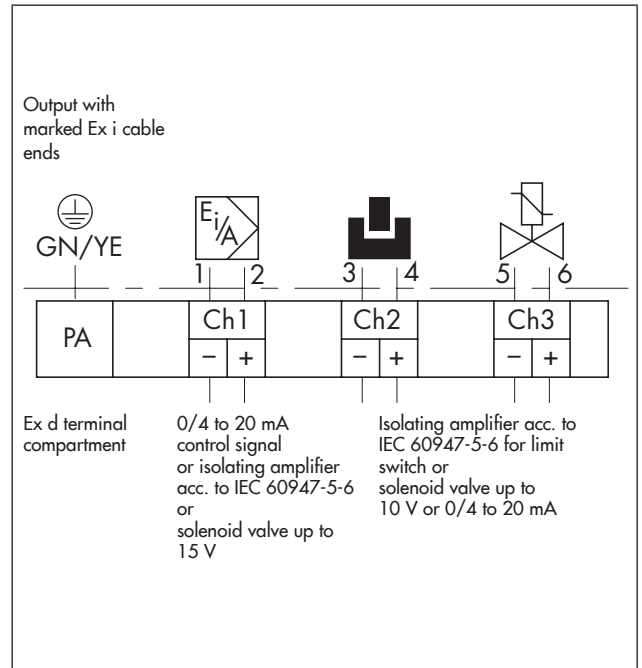 Output with
marked Ex i cable
ends
GN/YE
Ei/A
1 2 3 4 5 6
PA
Ch1 Ch2 Ch3
− + − + − +
Ex d terminal
compartment
0/4 to 20 mA
control signal
or isolating amplifier
acc. to IEC 60947-5-6
or
solenoid valve up to
15 V
Isolating amplifier acc. to
IEC 60947-5-6 for limit
switch or
solenoid valve up to
10 V or 0/4 to 20 mA